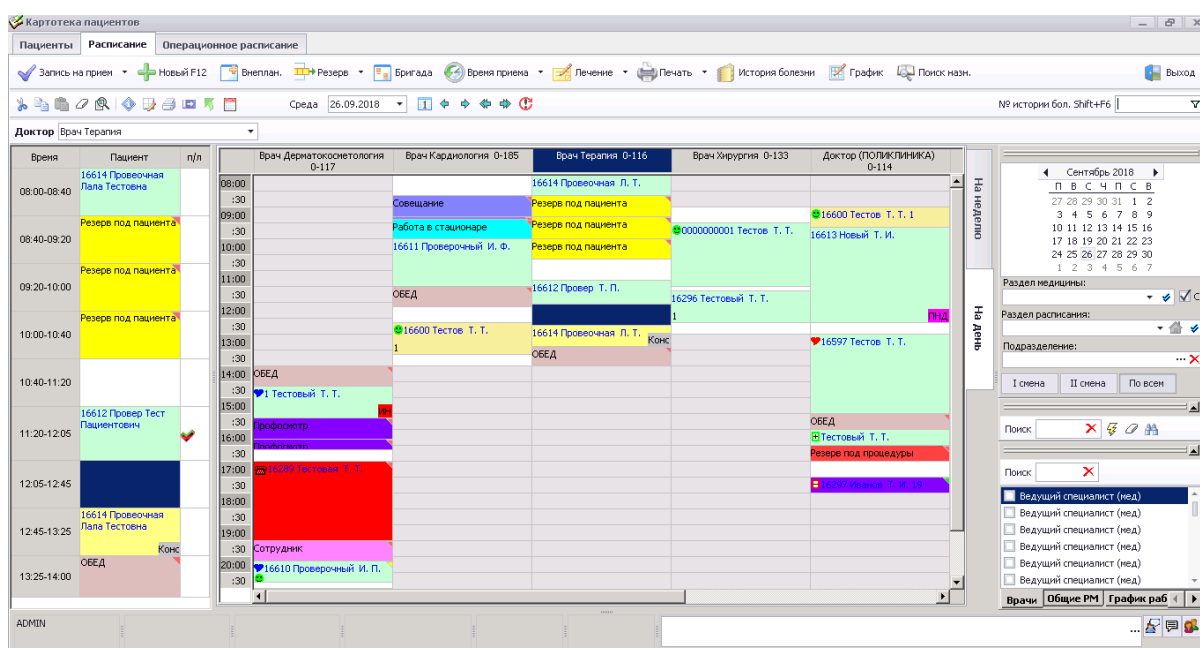 Картотека пациентов
Пациенты Расписание Операционное расписание
Запись на прием Новый F12 Внеплан. Резерв Бригада Время приема Лечение Печать История болезни График Поиск назн. Выход
Среда 26.09.2018 1 № истории бол. Shift+F6
Доктор Врач Терапия
Время Пациент п/л
08:00-08:40 16614 Провеочная
Лала Тестовна
08:40-09:20 Резерв под пациента
09:20-10:00 Резерв под пациента
10:00-10:40 Резерв под пациента
10:40-11:20
11:20-12:05 16612 Провер Тест
Пациентович
12:05-12:45
12:45-13:25 16614 Провеочная
Лала Тестовна
Конс
13:25-14:00 ОБЕД
Врач Дерматокосметология
0-117
Врач Кардиология 0-185
Врач Терапия 0-116
Врач Хирургия 0-133
Доктор (ПОЛИКЛИНИКА)
0-114
08:00 16614 Провеочная Л. Т.
:30 Совещание Резерв под пациента
09:00 16600 Тестов Т. Т. 1
:30 Работа в стационаре Резерв под пациента 0000000001 Тестов Т. Т. 16613 Новый Т. И.
10:00 16611 Проверочный И. Ф. Резерв под пациента
:30
11:00
:30 ОБЕД 16612 Провер Т. П. 16296 Тестовый Т. Т.
12:00 1 ПНД
:30 16600 Тестов Т. Т. 16614 Провеочная Л. Т. Конс
13:00 1 16597 Тестов Т. Т.
:30 ОБЕД
14:00 ОБЕД
:30 1 Тестовый Т. Т.
15:00 ИН
:30 Профосмотр ОБЕД
16:00 Профосмотр Тестовый Т. Т.
:30 Резерв под процедуры
17:00 16289 Тестовая Т. Т.
:30 16297 Иванов Т. И. 19
18:00
:30
19:00
:30 Сотрудник
20:00 16610 Проверочный И. П.
:30
На неделю
На день
Сентябрь 2018
П В С Ч П С В
27 28 29 30 31 1 2
3 4 5 6 7 8 9
10 11 12 13 14 15 16
17 18 19 20 21 22 23
24 25 26 27 28 29 30
1 2 3 4 5 6 7
Раздел медицины:
С
Раздел расписания:
Подразделение:
...
I смена II смена По всем
Поиск
Поиск
Ведущий специалист (мед)
Ведущий специалист (мед)
Ведущий специалист (мед)
Ведущий специалист (мед)
Ведущий специалист (мед)
Ведущий специалист (мед)
Врачи Общие РМ График раб
ADMIN ...